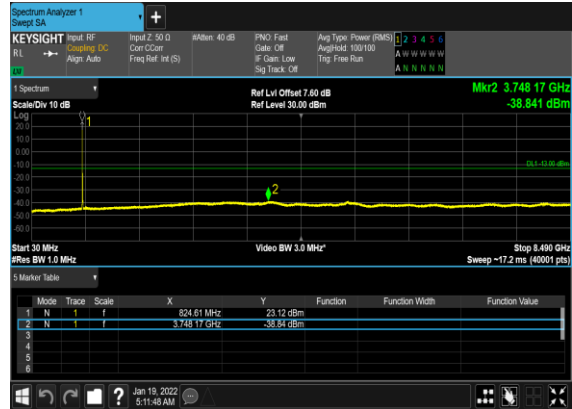 Spectrum Analyzer 1
Swept SA
+
KEYSIGHT Input: RF Input Z: 50 Ω #Atten: 40 dB PNO: Fast Avg Type: Power (RMS) 1 2 3 4 5 6
RL Coupling: DC Corr CCorr Gate: Off Avg|Hold: 100/100 A W W W W W
Align: Auto Freq Ref: Int (S) IF Gain: Low Trig: Free Run
Sig Track: Off A N N N N N
1 Spectrum Ref Lvl Offset 7.60 dB Mkr2 3.748 17 GHz
Scale/Div 10 dB Ref Level 30.00 dBm -38.841 dBm
Log
1
20.0
10.0
0.00
-10.0
DL1 -13.00 dBm
-20.0
-30.0
2
-40.0
-50.0
-60.0
Start 30 MHz Video BW 3.0 MHz* Stop 8.490 GHz
#Res BW 1.0 MHz Sweep ~17.2 ms (40001 pts)
5 Marker Table
Mode Trace Scale X Y Function Function Width Function Value
1 N 1 f 824.61 MHz 23.12 dBm
2 N 1 f 3.748 17 GHz -38.84 dBm
3
4
5
6
? Jan 19, 2022
5:11:48 AM